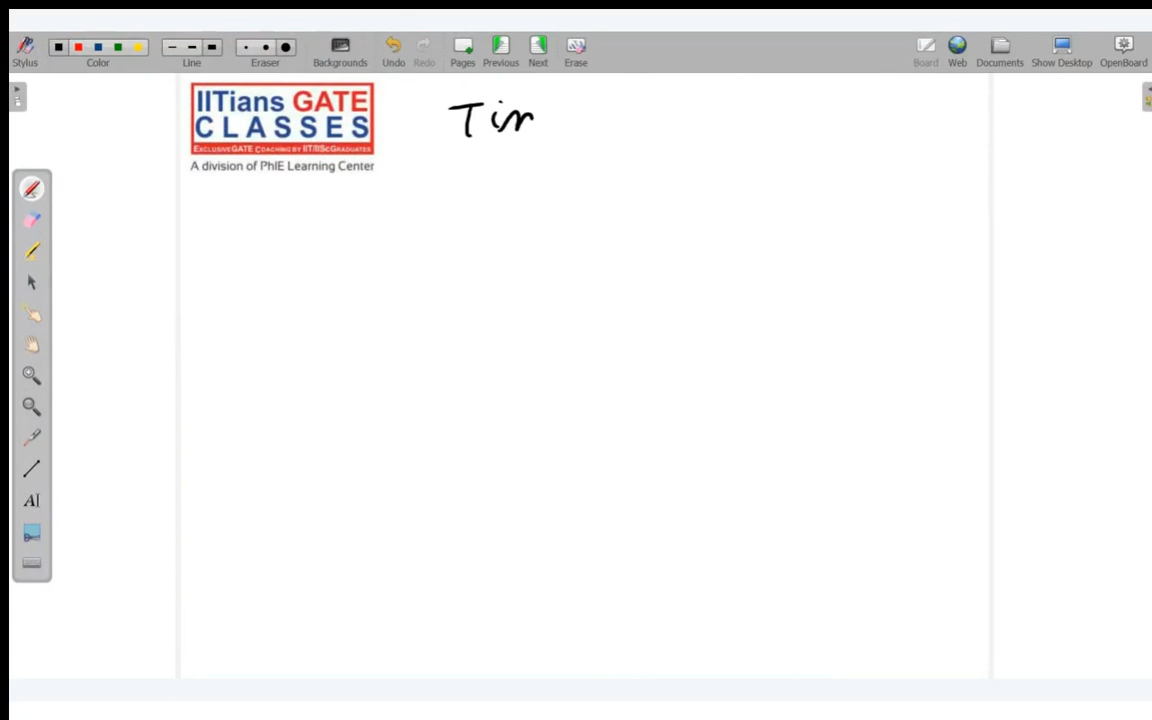 Stylus Color Line Eraser Backgrounds Undo Redo Pages Previous Next Erase Board Web Documents Show Desktop OpenBoard
IITians GATE
CLASSES
EXCLUSIVE GATE COACHING BY IIT/IISc GRADUATES
A division of PhIE Learning Center
Tim
AI